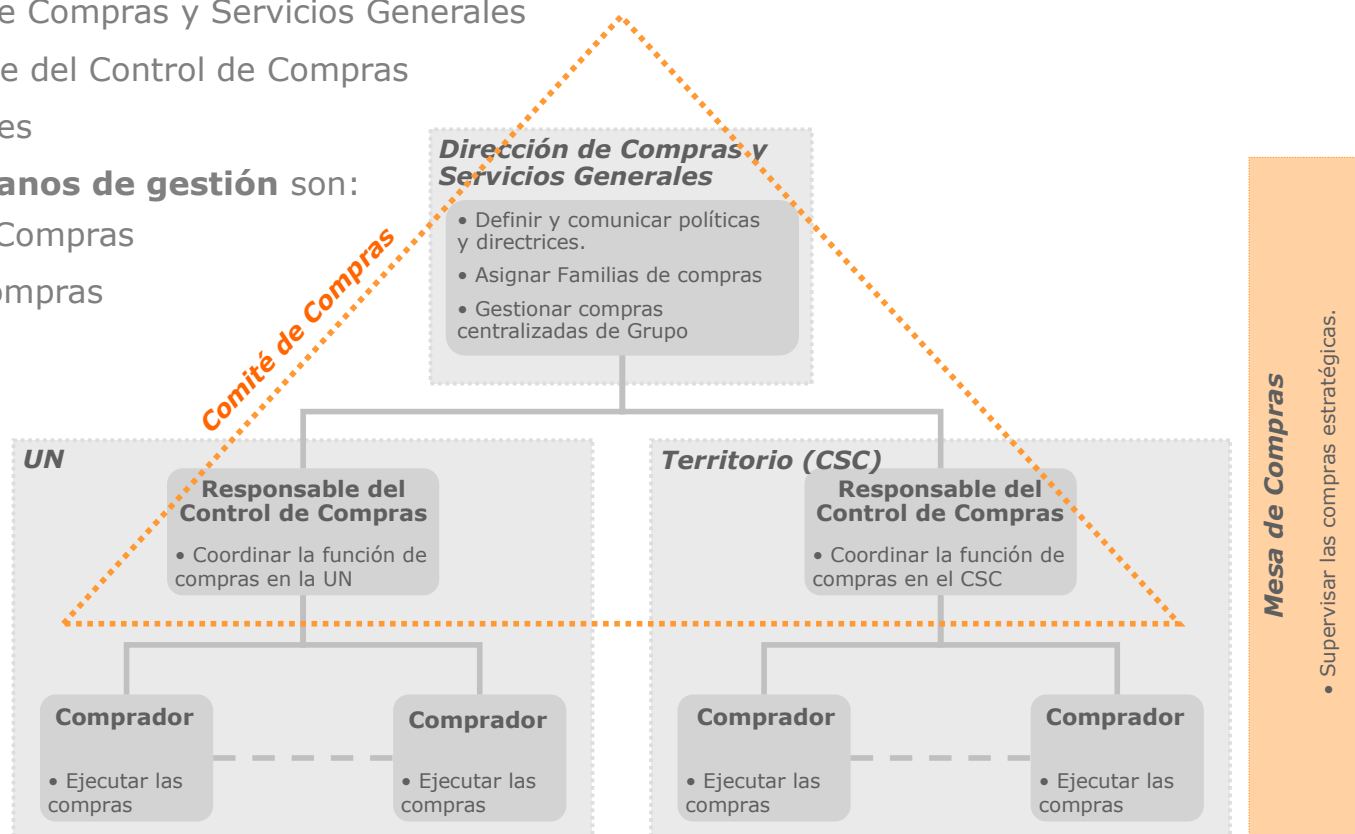 e Compras y Servicios Generales
e del Control de Compras
es
anos de gestión son:
Compras
ompras
Comité de Compras
Dirección de Compras y
Servicios Generales
• Definir y comunicar políticas
y directrices.
• Asignar Familias de compras
• Gestionar compras
centralizadas de Grupo
UN
Responsable del
Control de Compras
• Coordinar la función de
compras en la UN
Comprador
• Ejecutar las
compras
Comprador
• Ejecutar las
compras
Territorio (CSC)
Responsable del
Control de Compras
• Coordinar la función de
compras en el CSC
Comprador
• Ejecutar las
compras
Comprador
• Ejecutar las
compras
Mesa de Compras
• Supervisar las compras estratégicas.